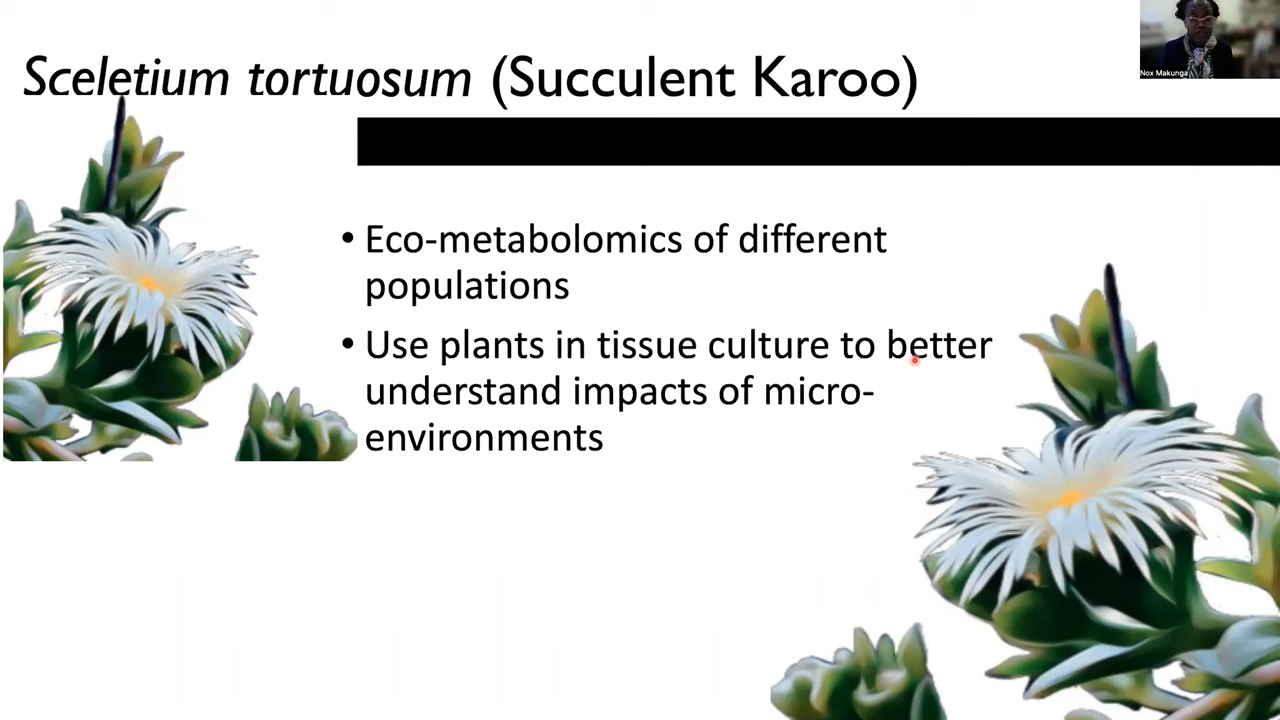 Sceletium tortuosum (Succulent Karoo)
Nox Makunga
• Eco-metabolomics of different
populations
• Use plants in tissue culture to better
understand impacts of micro-
environments